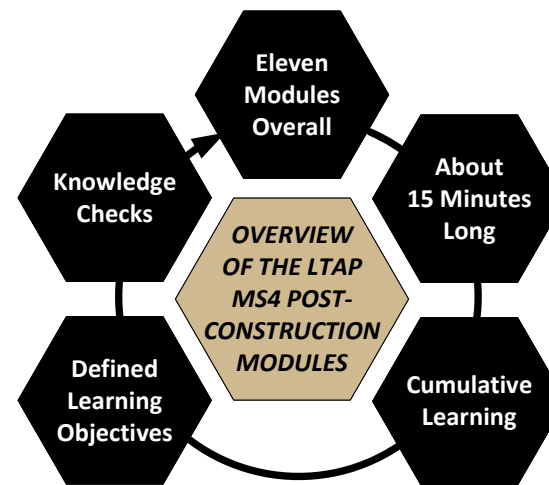 Eleven
Modules
Overall
About
15 Minutes
Long
Cumulative
Learning
Defined
Learning
Objectives
Knowledge
Checks
OVERVIEW
OF THE LTAP
MS4 POST-
CONSTRUCTION
MODULES